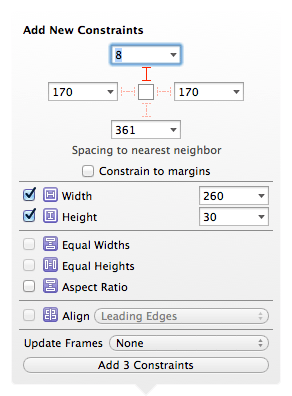 Add New Constraints
8
170 170
361
Spacing to nearest neighbor
Constrain to margins
Width 260
Height 30
Equal Widths
Equal Heights
Aspect Ratio
Align Leading Edges
Update Frames None
Add 3 Constraints